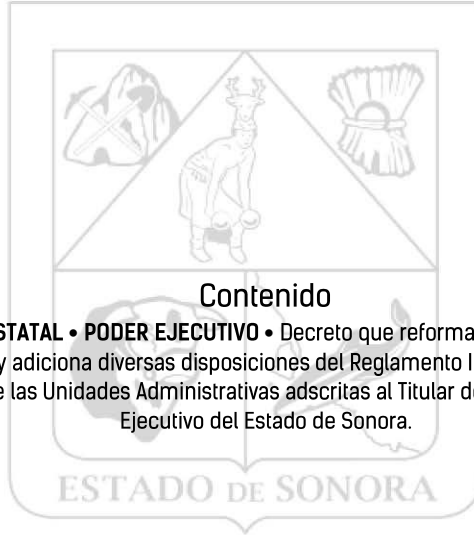 Contenido
STATAL • PODER EJECUTIVO • Decreto que reforma
y adiciona diversas disposiciones del Reglamento I
e las Unidades Administrativas adscritas al Titular de
Ejecutivo del Estado de Sonora.
ESTADO DE SONORA